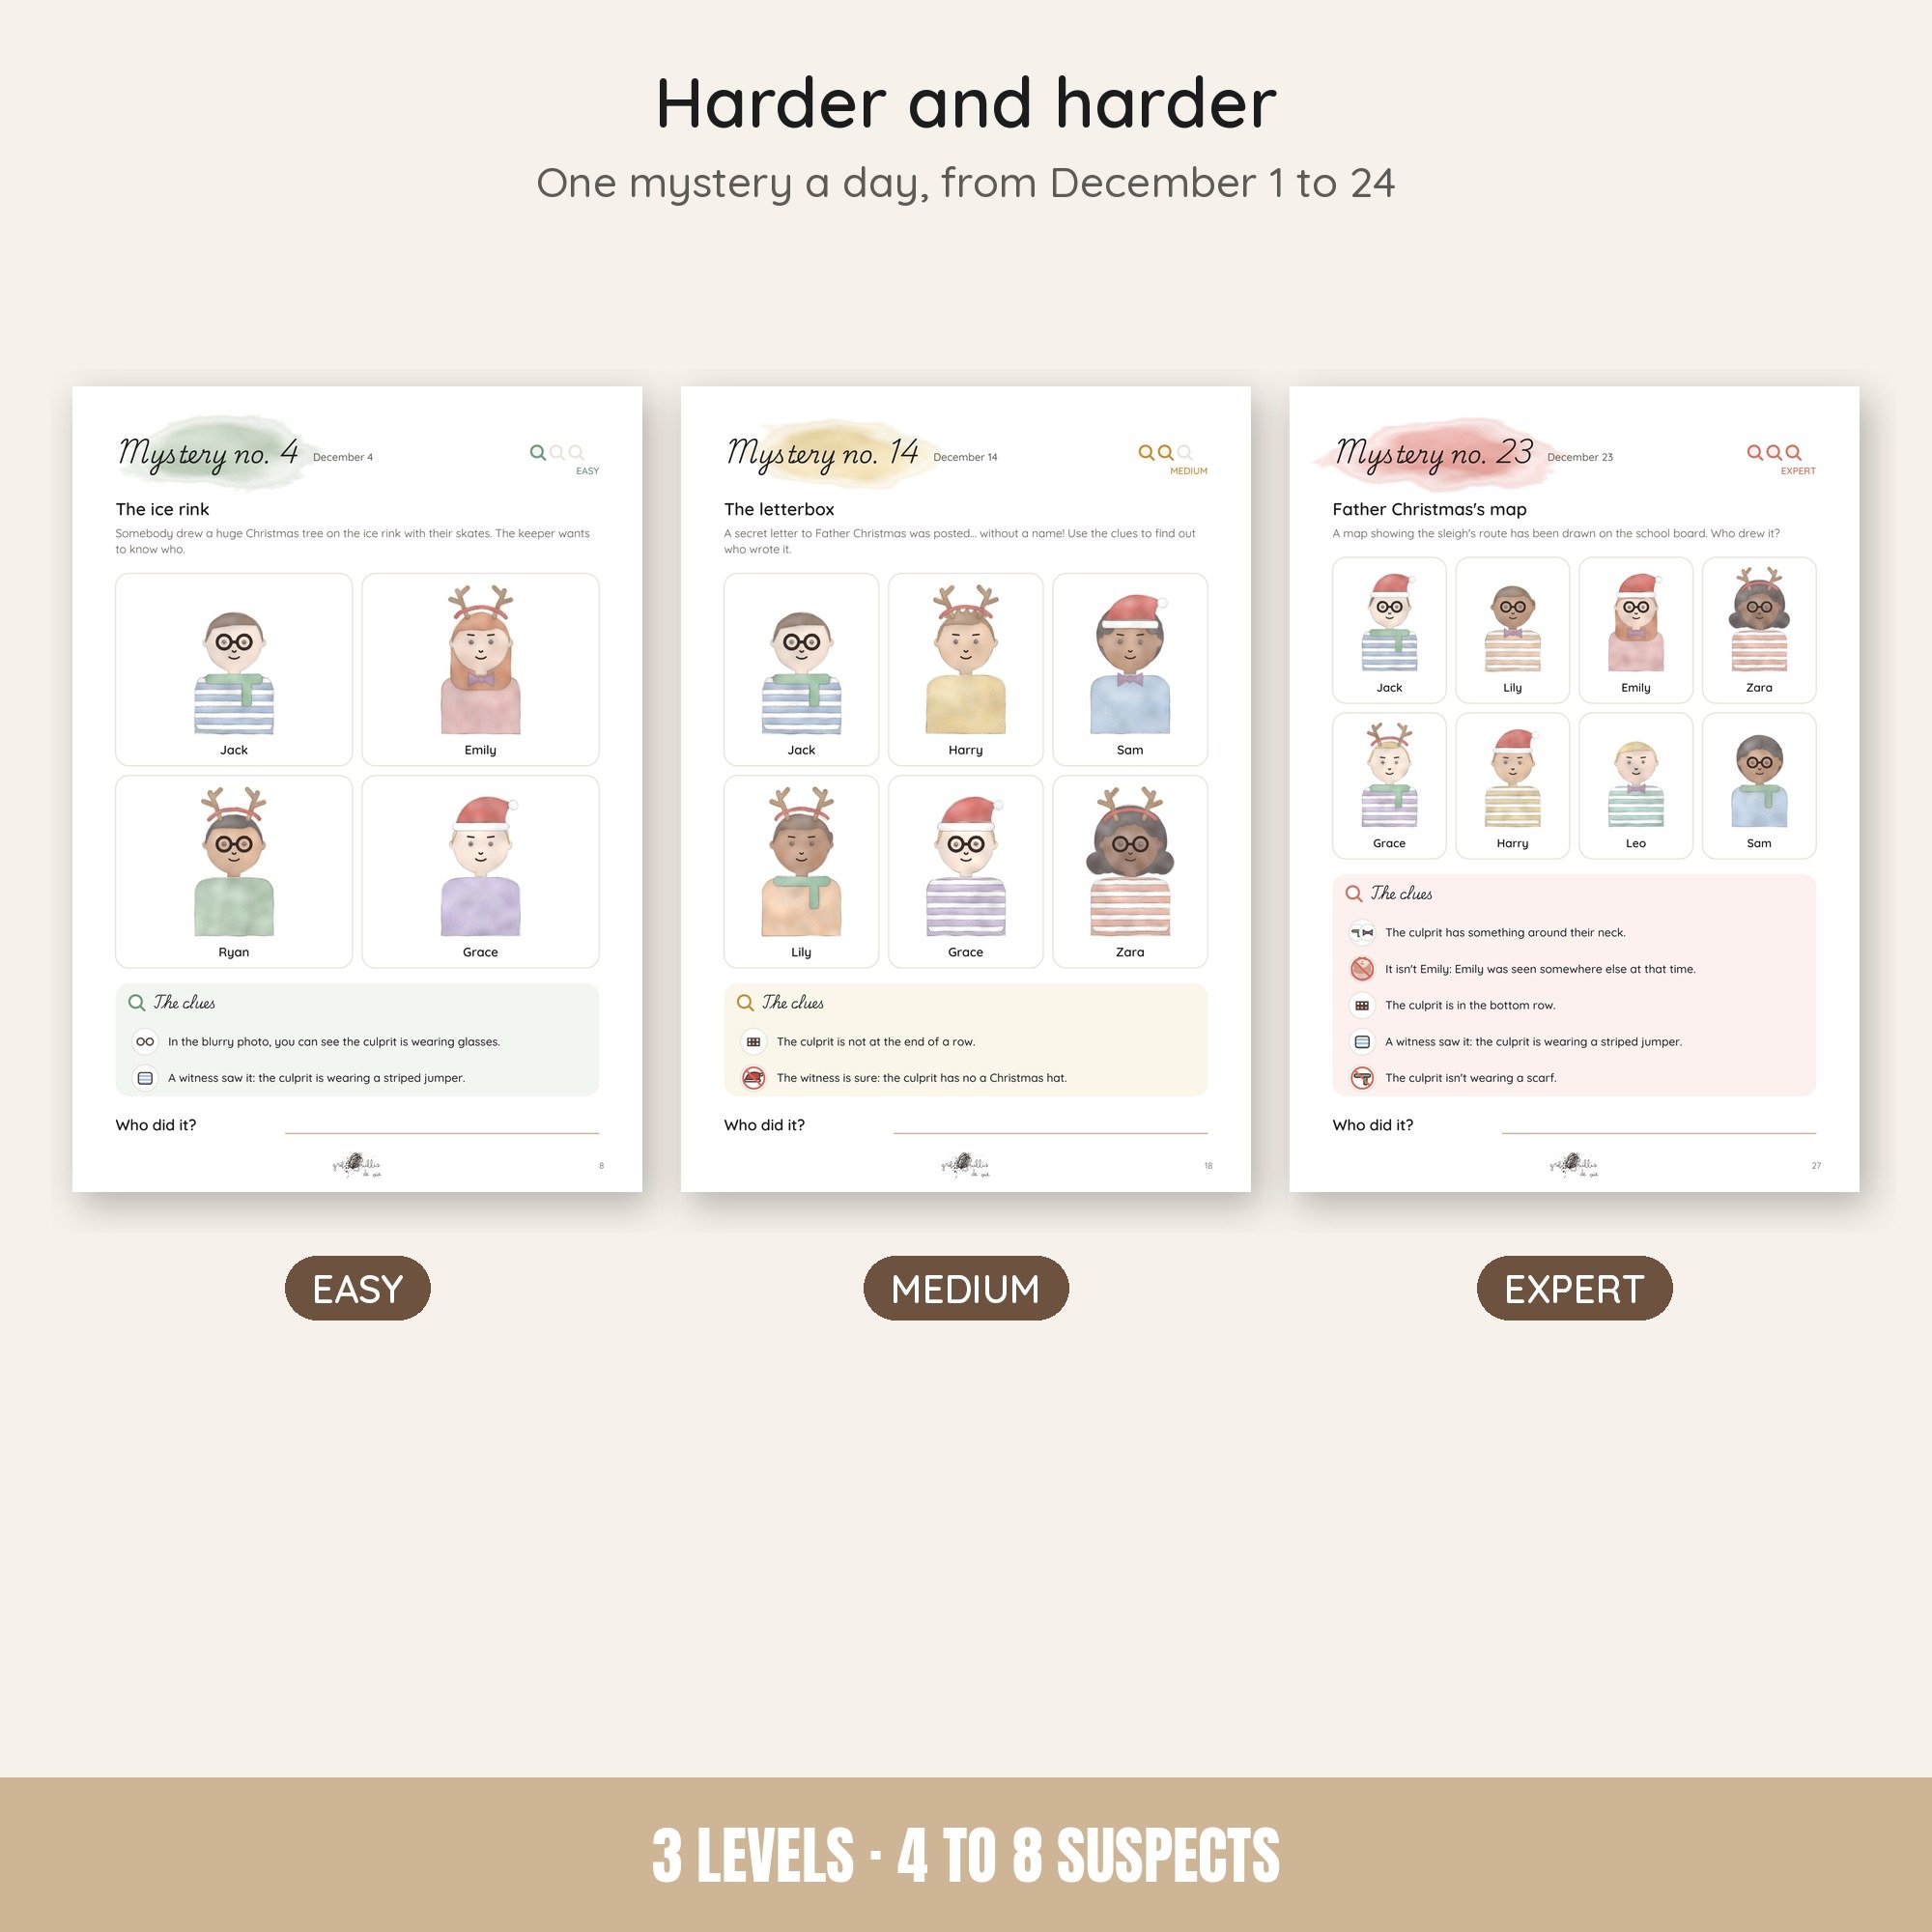 Harder and harder
One mystery a day, from December 1 to 24
Mystery no. 4 December 4
EASY
The ice rink
Somebody drew a huge Christmas tree on the ice rink with their skates. The keeper wants
to know who.
Jack Emily
Ryan Grace
The clues
In the blurry photo, you can see the culprit is wearing glasses.
A witness saw it: the culprit is wearing a striped jumper.
Who did it?
8
Mystery no. 14 December 14
MEDIUM
The letterbox
A secret letter to Father Christmas was posted... without a name! Use the clues to find out
who wrote it.
Jack Harry Sam
Lily Grace Zara
The clues
The culprit is not at the end of a row.
The witness is sure: the culprit has no a Christmas hat.
Who did it?
18
Mystery no. 23 December 23
EXPERT
Father Christmas's map
A map showing the sleigh's route has been drawn on the school board. Who drew it?
Jack Lily Emily Zara
Grace Harry Leo Sam
The clues
The culprit has something around their neck.
It isn't Emily: Emily was seen somewhere else at that time.
The culprit is in the bottom row.
A witness saw it: the culprit is wearing a striped jumper.
The culprit isn't wearing a scarf.
Who did it?
27
EASY
MEDIUM
EXPERT
3 LEVELS · 4 TO 8 SUSPECTS